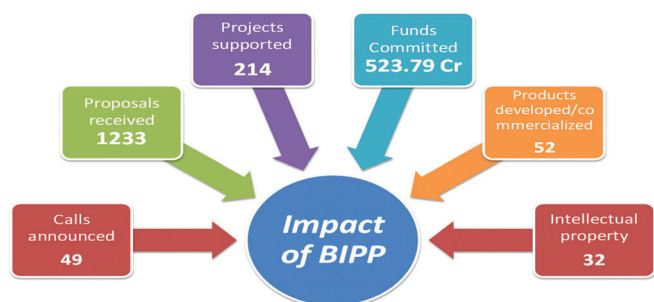 Projects
supported
214
Funds
Committed
523.79 Cr
Proposals
received
1233
Products
developed/co
mmercialized
52
Calls
announced
49
Impact
of BIPP
Intellectual
property
32